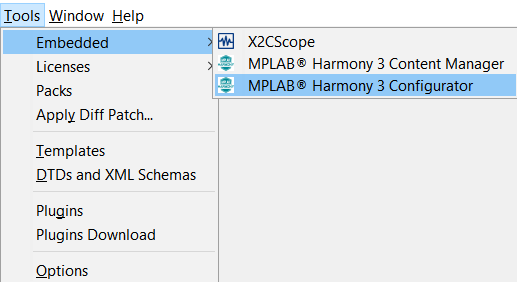 Tools Window Help
Embedded
Licenses
Packs
Apply Diff Patch...
Templates
DTDs and XML Schemas
Plugins
Plugins Download
Options
X2CScope
MPLAB® Harmony 3 Content Manager
MPLAB® Harmony 3 Configurator